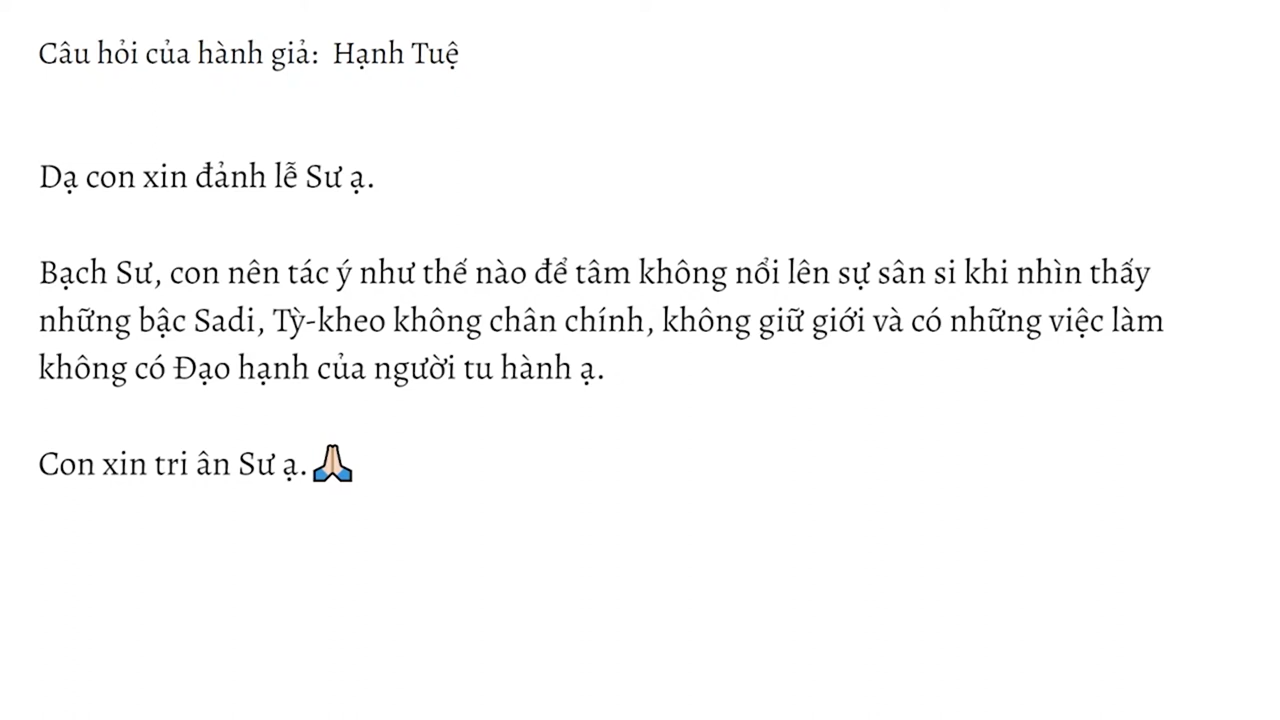 Câu hỏi của hành giả: Hạnh Tuệ
Dạ con xin đảnh lễ Sư ạ.
Bạch Sư, con nên tác ý như thế nào để tâm không nổi lên sự sân si khi nhìn thấy
những bậc Sadi, Tỳ-kheo không chân chính, không giữ giới và có những việc làm
không có Đạo hạnh của người tu hành ạ.
Con xin tri ân Sư ạ.🙏🏻